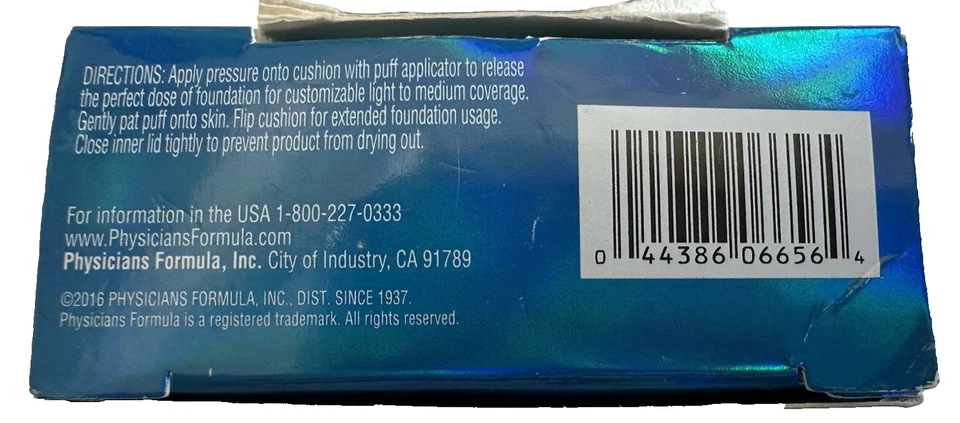 DIRECTIONS: Apply pressure onto cushion with puff applicator to release
the perfect dose of foundation for customizable light to medium coverage.
Gently pat puff onto skin. Flip cushion for extended foundation usage.
Close inner lid tightly to prevent product from drying out.
For information in the USA 1-800-227-0333
www.PhysiciansFormula.com
Physicians Formula, Inc. City of Industry, CA 91789
©2016 PHYSICIANS FORMULA, INC., DIST. SINCE 1937.
Physicians Formula is a registered trademark. All rights reserved.
0 44386 06656 4